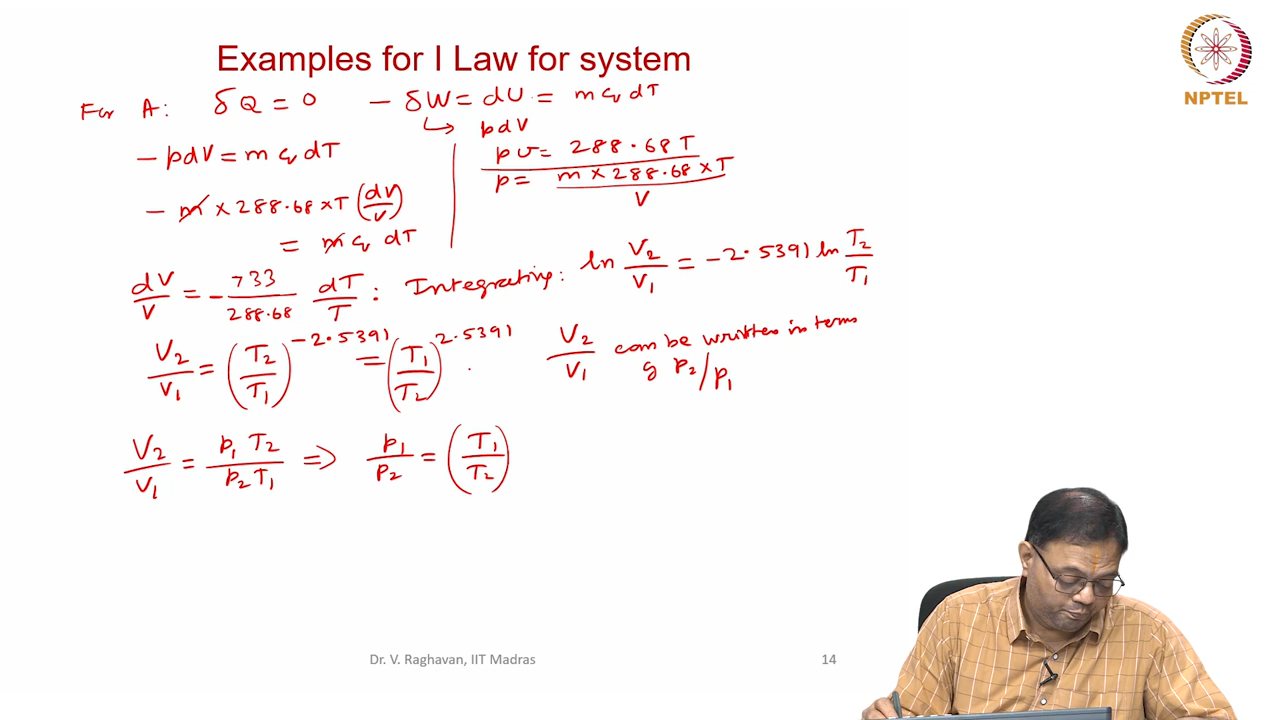 Examples for I Law for system
NPTEL
For A: δQ = 0 − δW = dU = m cv dT
↳ pdV
− pdV = m cv dT
pv = 288.68 T
p = m × 288.68 × T / V
− m × 288.68 × T (dV/V)
= m cv dT
dV/V = − 733/288.68 dT/T : Integrating: ln V2/V1 = −2.5391 ln T2/T1
V2/V1 = (T2/T1)^−2.5391 = (T1/T2)^2.5391 .
V2/V1 can be written in terms
of p2/p1
V2/V1 = p1 T2 / p2 T1 ⇒ p1/p2 = (T1/T2)
Dr. V. Raghavan, IIT Madras
14